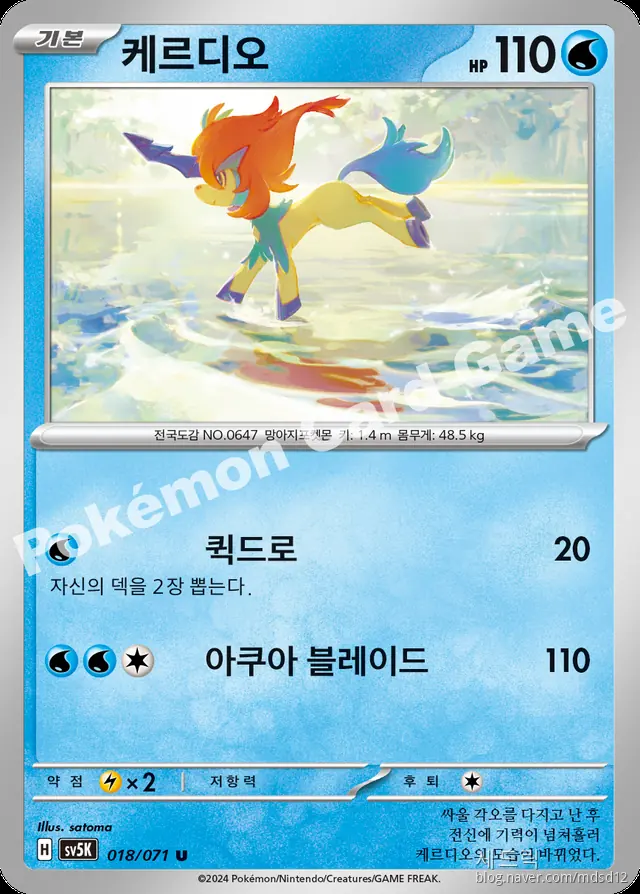 기본 케르디오 HP 110
전국도감 NO.0647 망아지포켓몬 키: 1.4 m 몸무게: 48.5 kg
Pokémon Card Game
퀵드로 20
자신의 덱을 2장 뽑는다.
아쿠아 블레이드 110
약점 ×2 저항력 후퇴
싸울 각오를 다지고 난 후
전신에 기력이 넘쳐흘러
케르디오의 모습이 바뀌었다.
Illus. satoma
H SV5K 018/071 U
blog.naver.com/mdsd12
©2024 Pokémon/Nintendo/Creatures/GAME FREAK.